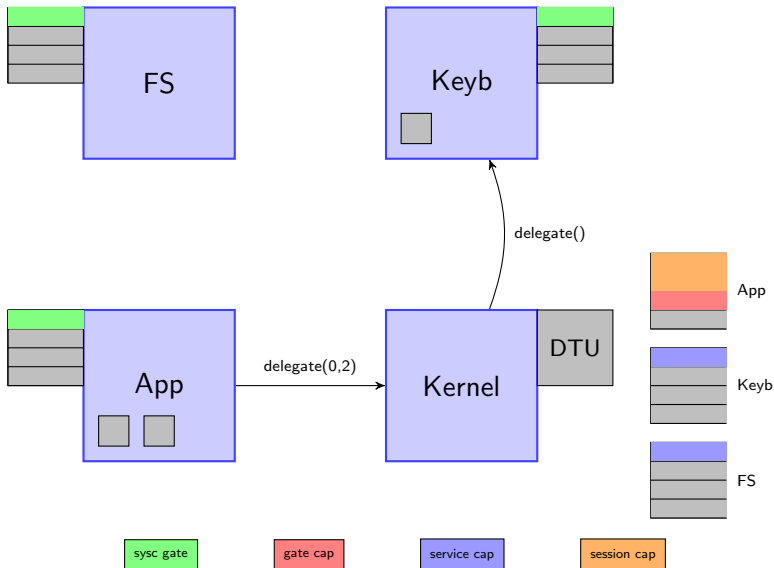 FS
Keyb
delegate()
App
delegate(0,2)
Kernel
DTU
App
Keyb
FS
sysc gate
gate cap
service cap
session cap